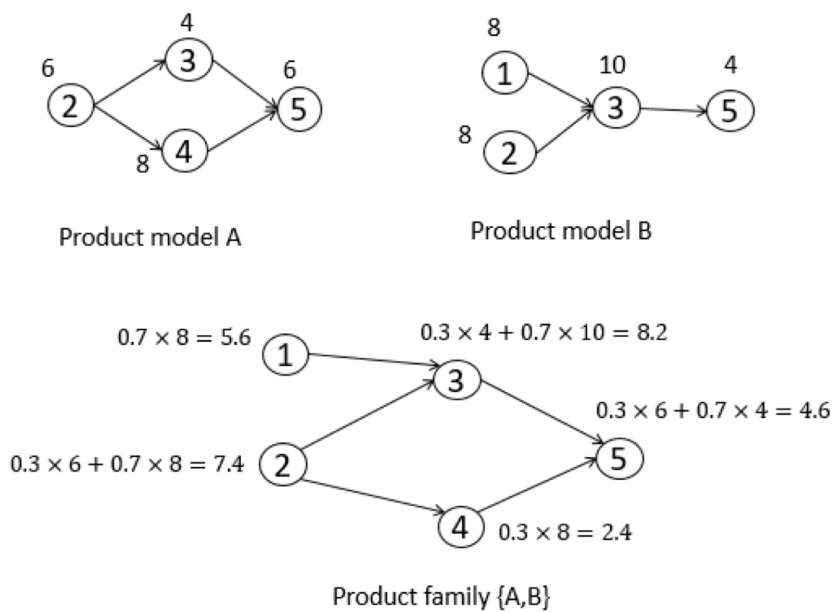 4
6
3
6
2
5
8
4
Product model A
8
1
10
4
3
5
8
2
Product model B
0.7 × 8 = 5.6
1
0.3 × 4 + 0.7 × 10 = 8.2
3
0.3 × 6 + 0.7 × 4 = 4.6
0.3 × 6 + 0.7 × 8 = 7.4
2
5
4
0.3 × 8 = 2.4
Product family {A,B}